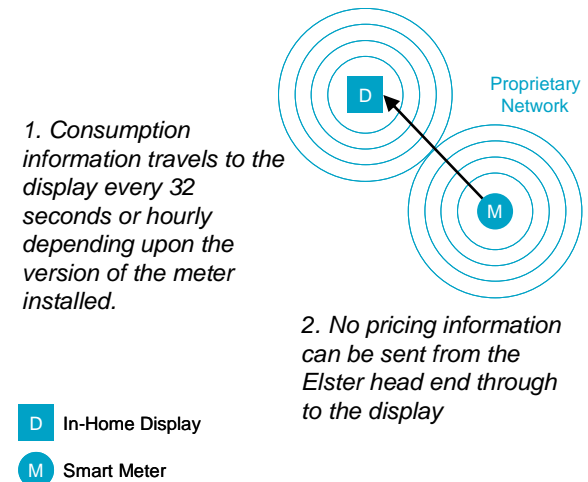 D
Proprietary
Network
1. Consumption
information travels to the
display every 32
seconds or hourly
depending upon the
version of the meter
installed.
M
2. No pricing information
can be sent from the
Elster head end through
to the display
D In-Home Display
M Smart Meter